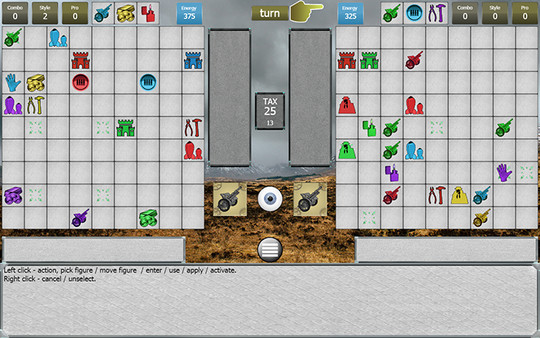 Combo 0 Style 2 Pro 0 Energy 375 turn Energy 325 Combo 0 Style 0 Pro 0
TAX
25
13
Left click - action, pick figure / move figure / enter / use / apply / activate.
Right click - cancel / unselect.